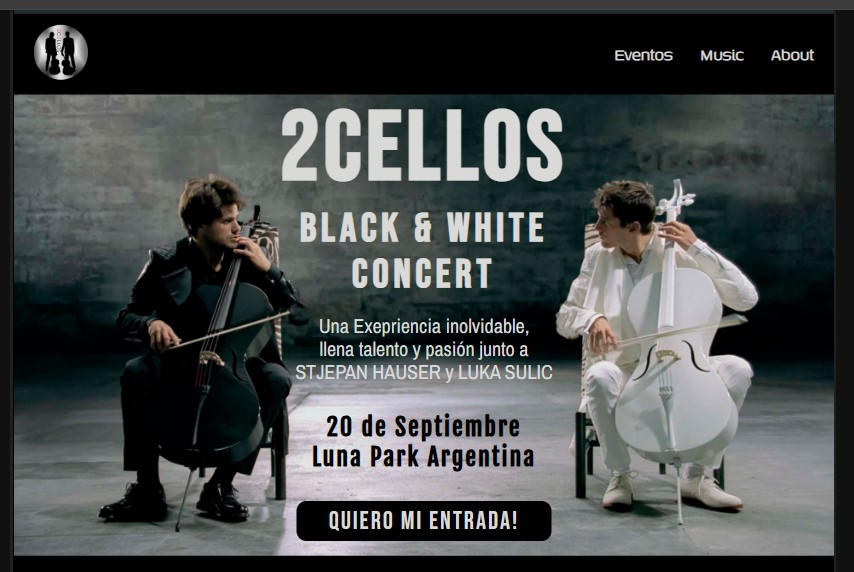 Eventos Music About
2CELLOS
BLACK & WHITE
CONCERT
Una Exepriencia inolvidable,
llena talento y pasión junto a
STJEPAN HAUSER y LUKA SULIC
20 de Septiembre
Luna Park Argentina
QUIERO MI ENTRADA!